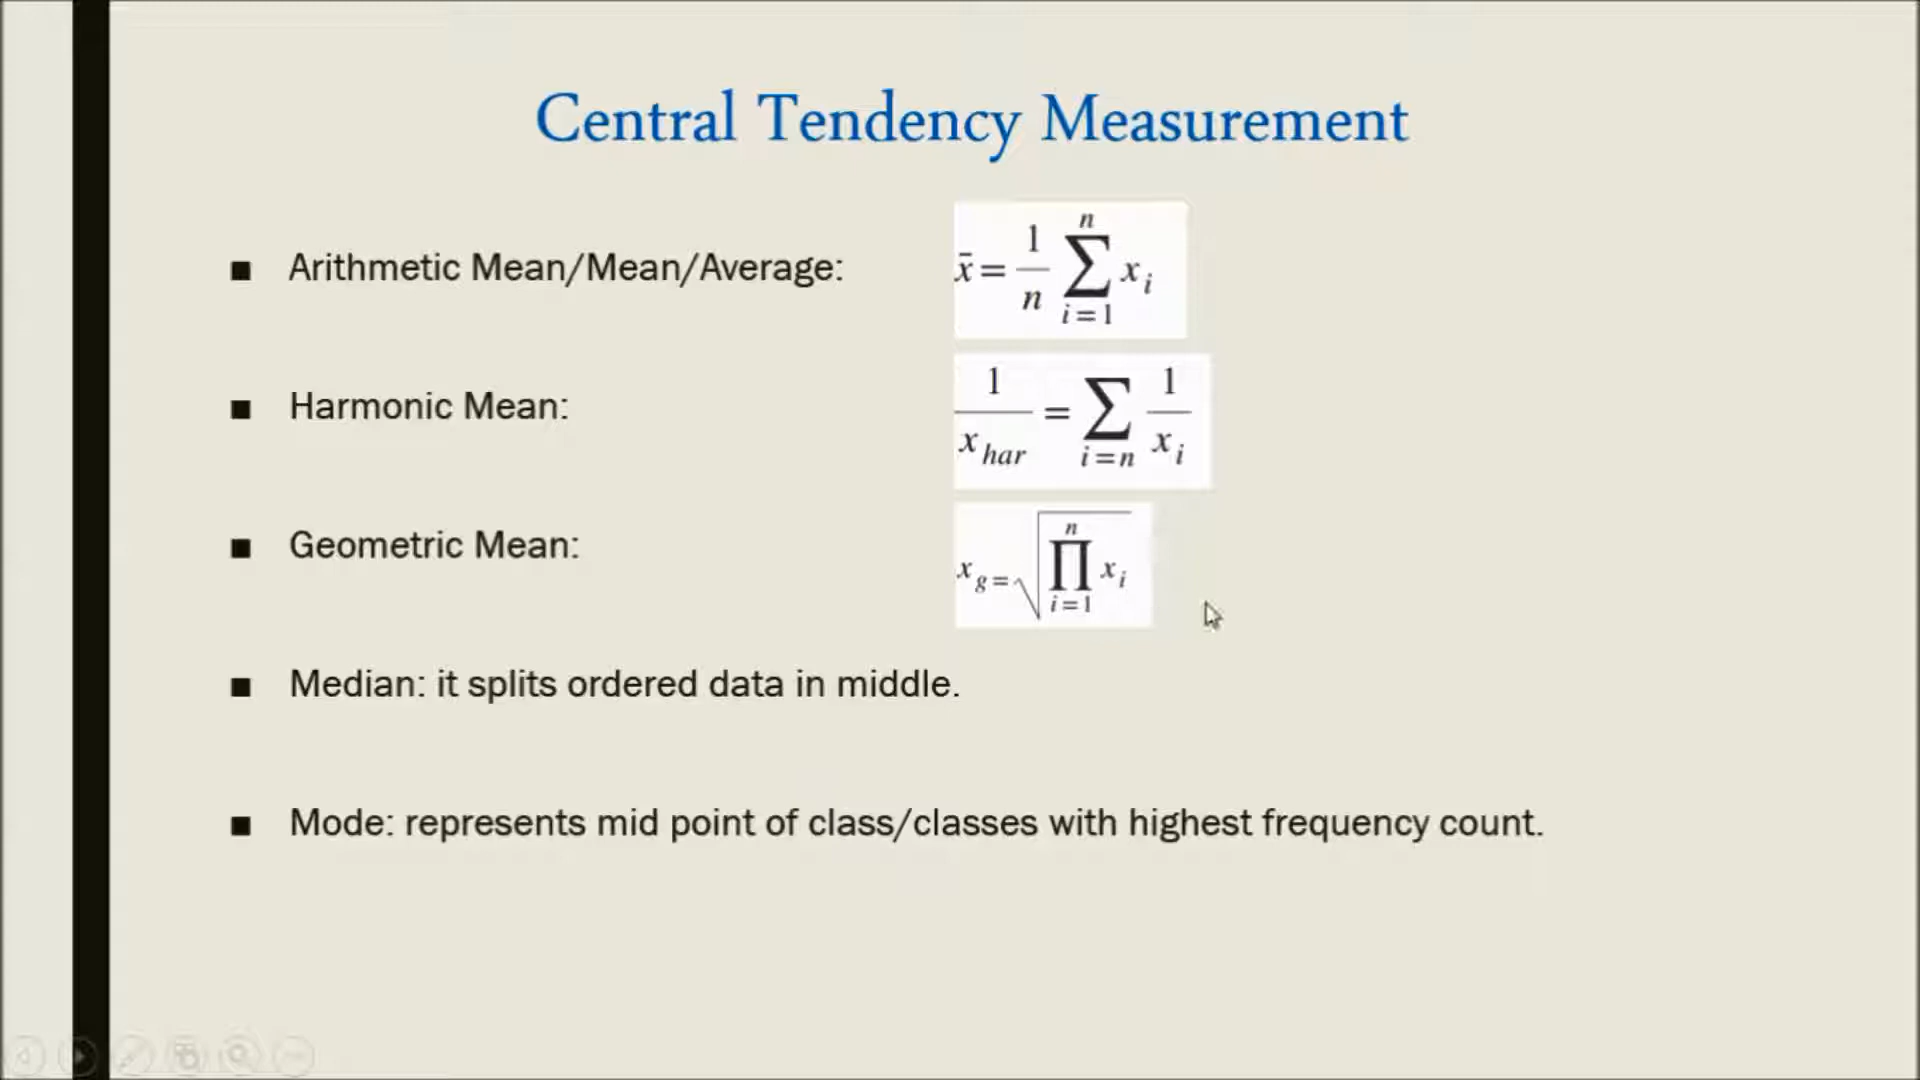 Central Tendency Measurement
■ Arithmetic Mean/Mean/Average: x̄ = 1/n ∑_{i=1}^{n} x_i
■ Harmonic Mean: 1/x_har = ∑_{i=n} 1/x_i
■ Geometric Mean: x_g = √(∏_{i=1}^{n} x_i)
■ Median: it splits ordered data in middle.
■ Mode: represents mid point of class/classes with highest frequency count.